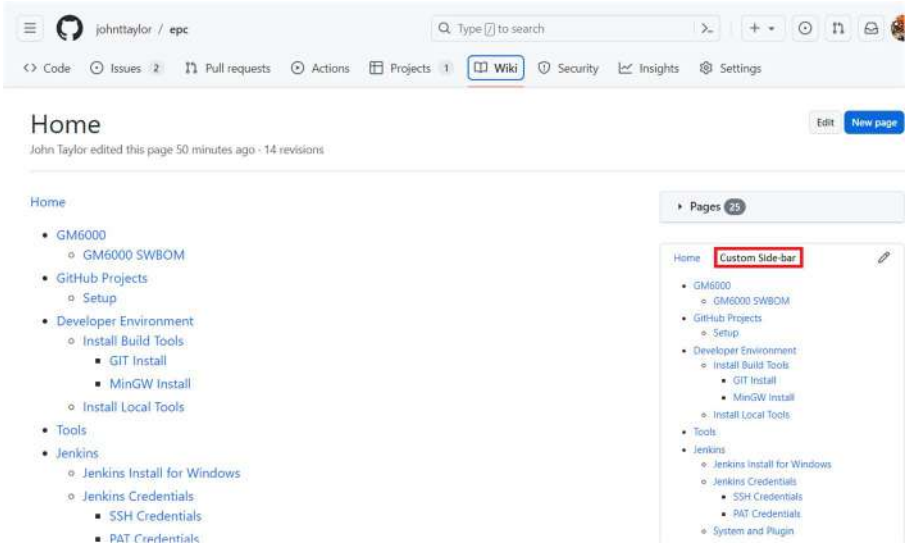 johnttaylor / epc
Type / to search
Code Issues 2 Pull requests Actions Projects 1 Wiki Security Insights Settings
Home
Edit New page
John Taylor edited this page 50 minutes ago · 14 revisions
Home
GM6000
GM6000 SWBOM
GitHub Projects
Setup
Developer Environment
Install Build Tools
GIT Install
MinGW Install
Install Local Tools
Tools
Jenkins
Jenkins Install for Windows
Jenkins Credentials
SSH Credentials
PAT Credentials
Pages 25
Home Custom Side-bar
GM6000
GM6000 SWBOM
GitHub Projects
Setup
Developer Environment
Install Build Tools
GIT Install
MinGW Install
Install Local Tools
Tools
Jenkins
Jenkins Install for Windows
Jenkins Credentials
SSH Credentials
PAT Credentials
System and Plugin